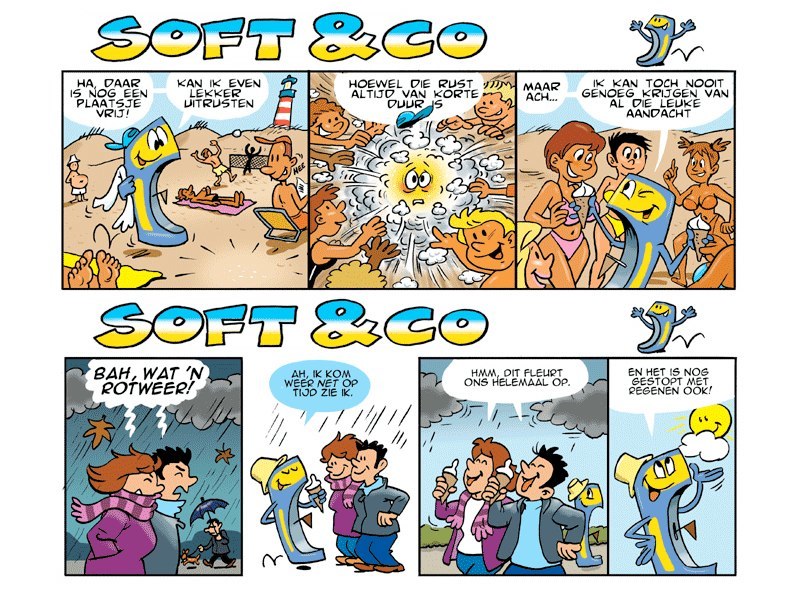 SOFT & CO
HA, DAAR
IS NOG EEN
PLAATSJE
VRIJ!
KAN IK EVEN
LEKKER
UITRUSTEN
HEE
HOEWEL DIE RUST
ALTIJD VAN KORTE
DUUR IS
MAAR
ACH...
IK KAN TOCH NOOIT
GENOEG KRIJGEN VAN
AL DIE LEUKE
AANDACHT
SOFT & CO
BAH, WAT 'N
ROTWEER!
AH, IK KOM
WEER NET OP
TIJD ZIE IK.
HMM, DIT FLEURT
ONS HELEMAAL OP.
EN HET IS NOG
GESTOPT MET
REGENEN OOK!